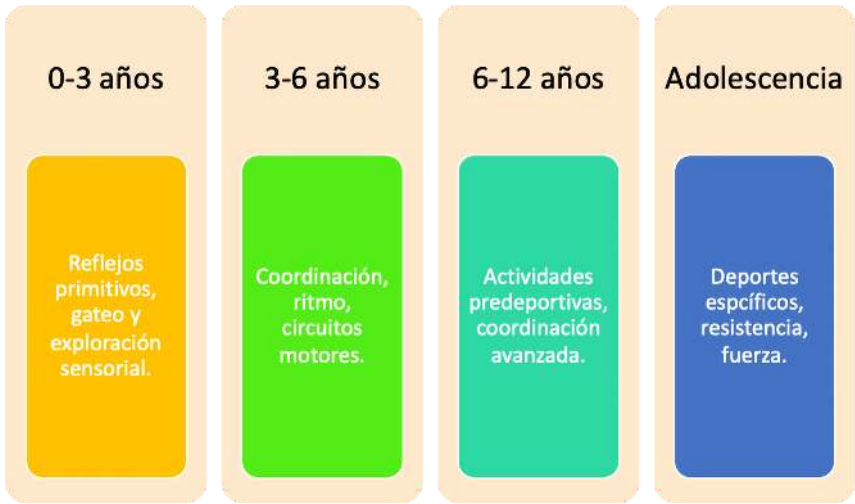 0-3 años
Reflejos
primitivos,
gateo y
exploración
sensorial.
3-6 años
Coordinación,
ritmo,
circuitos
motores.
6-12 años
Actividades
predeportivas,
coordinación
avanzada.
Adolescencia
Deportes
espcíficos,
resistencia,
fuerza.